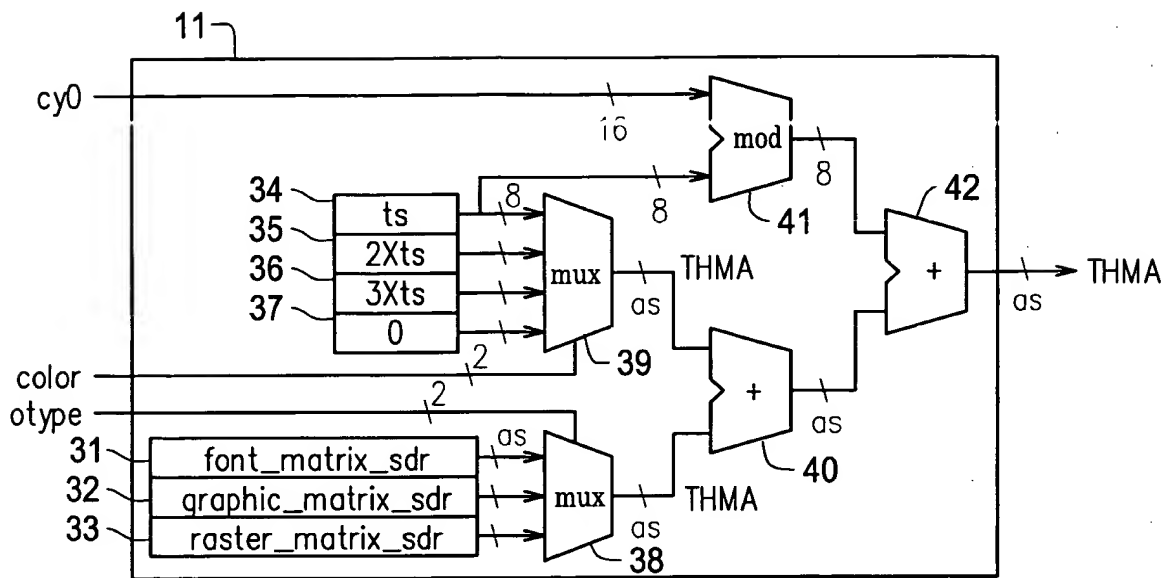 11
cy0
16
mod
8
34
ts
8
8
41
42
35
2Xts
36
3Xts
mux
THMA
as
+
as
THMA
37
0
39
color
2
2
otype
2
+
as
40
31
font_matrix_sdr
as
32
graphic_matrix_sdr
mux
as
THMA
33
raster_matrix_sdr
38